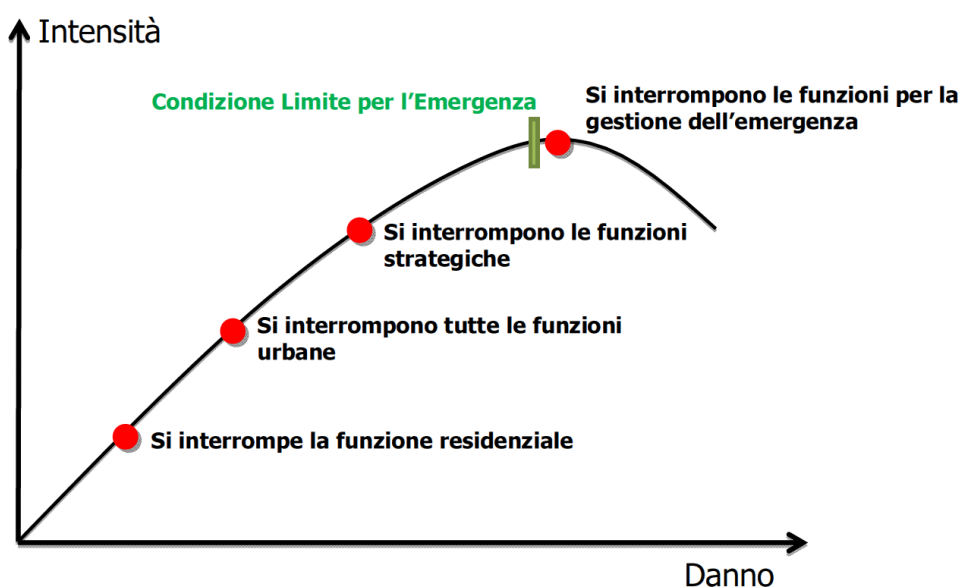 Intensità
Condizione Limite per l'Emergenza
Si interrompono le funzioni per la
gestione dell'emergenza
Si interrompono le funzioni
strategiche
Si interrompono tutte le funzioni
urbane
Si interrompe la funzione residenziale
Danno